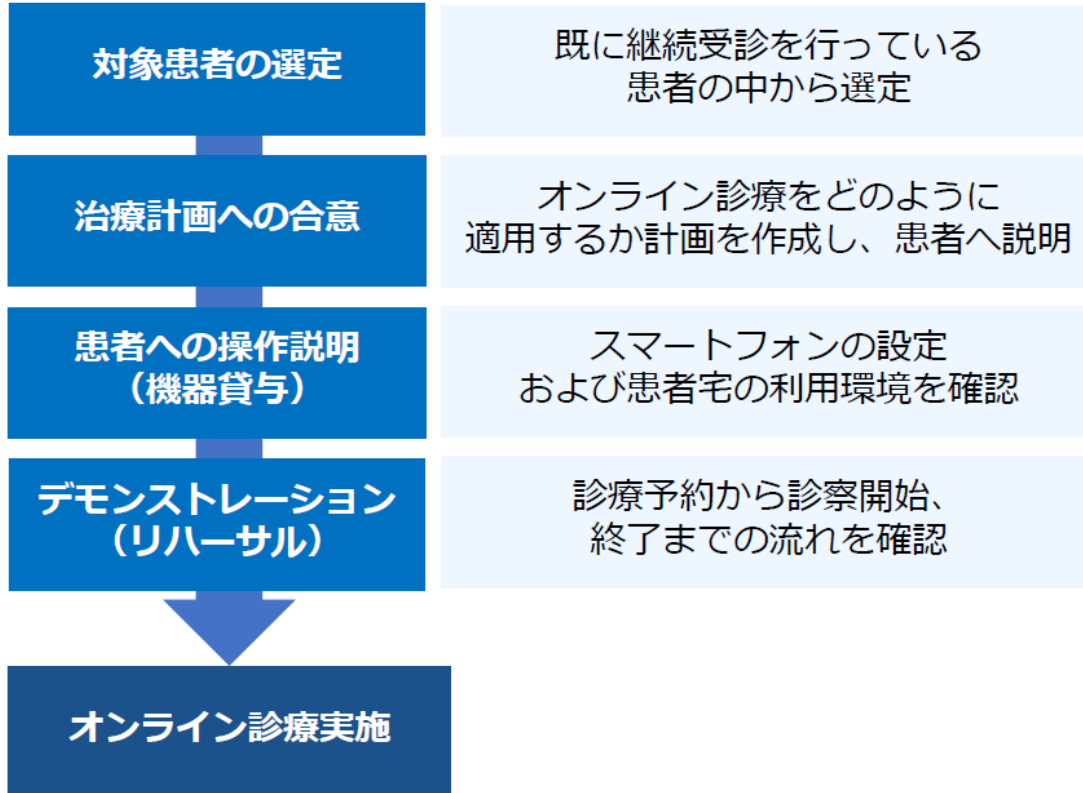 対象患者の選定
既に継続受診を行っている
患者の中から選定
治療計画への合意
オンライン診療をどのように
適用するか計画を作成し、患者へ説明
患者への操作説明
（機器貸与）
スマートフォンの設定
および患者宅の利用環境を確認
デモンストレーション
（リハーサル）
診療予約から診察開始、
終了までの流れを確認
オンライン診療実施